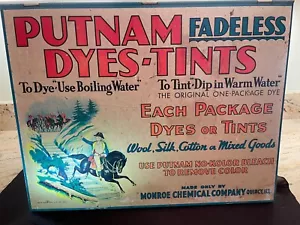 PUTNAM FADELESS
DYES-TINTS
To Dye-Use Boiling Water" To Tint-Dip in Warm Water"
THE ORIGINAL ONE-PACKAGE DYE
EACH PACKAGE
DYES OR TINTS
Wool, Silk, Cotton or Mixed Goods
USE PUTNAM NO-KOLOR BLEACH
TO REMOVE COLOR
MADE ONLY BY
MONROE CHEMICAL COMPANY QUINCY, ILL.